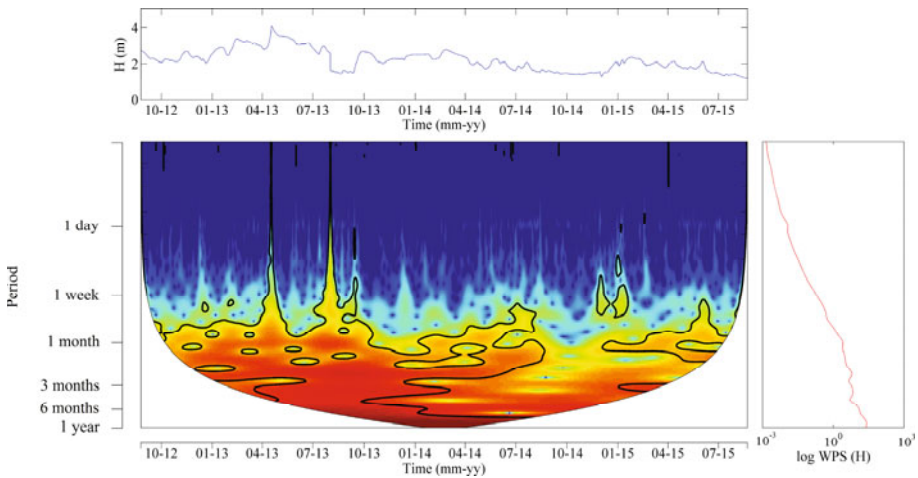 4
2
0
H (m)
10-12 01-13 04-13 07-13 10-13 01-14 04-14 07-14 10-14 01-15 04-15 07-15
Time (mm-yy)
Period
1 day
1 week
1 month
3 months
6 months
1 year
10-12 01-13 04-13 07-13 10-13 01-14 04-14 07-14 10-14 01-15 04-15 07-15
Time (mm-yy)
10-3 100 103
log WPS (H)